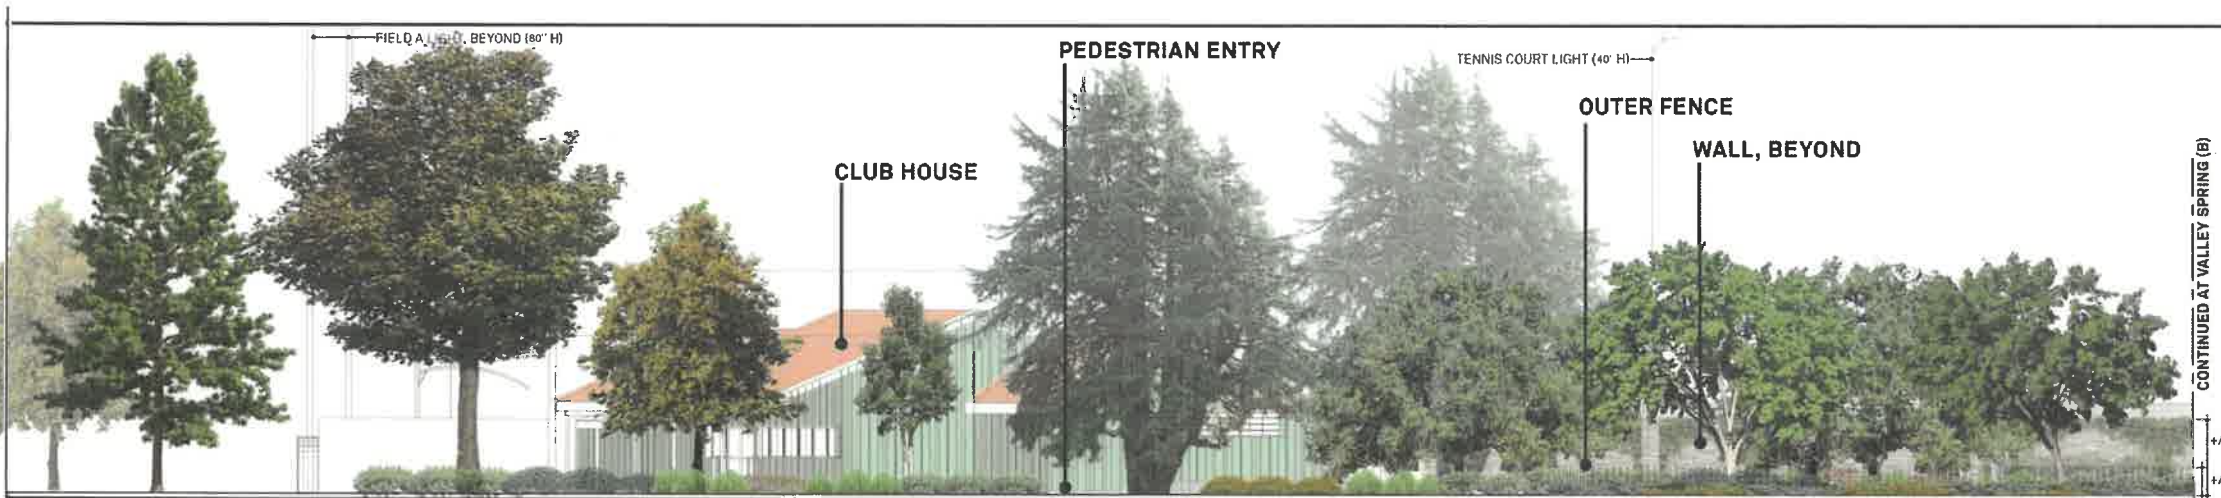 FIELD A LIGHT, BEYOND (80" H)
PEDESTRIAN ENTRY
TENNIS COURT LIGHT (40' H)
OUTER FENCE
WALL, BEYOND
CLUB HOUSE
CONTINUED AT VALLEY SPRING (B)